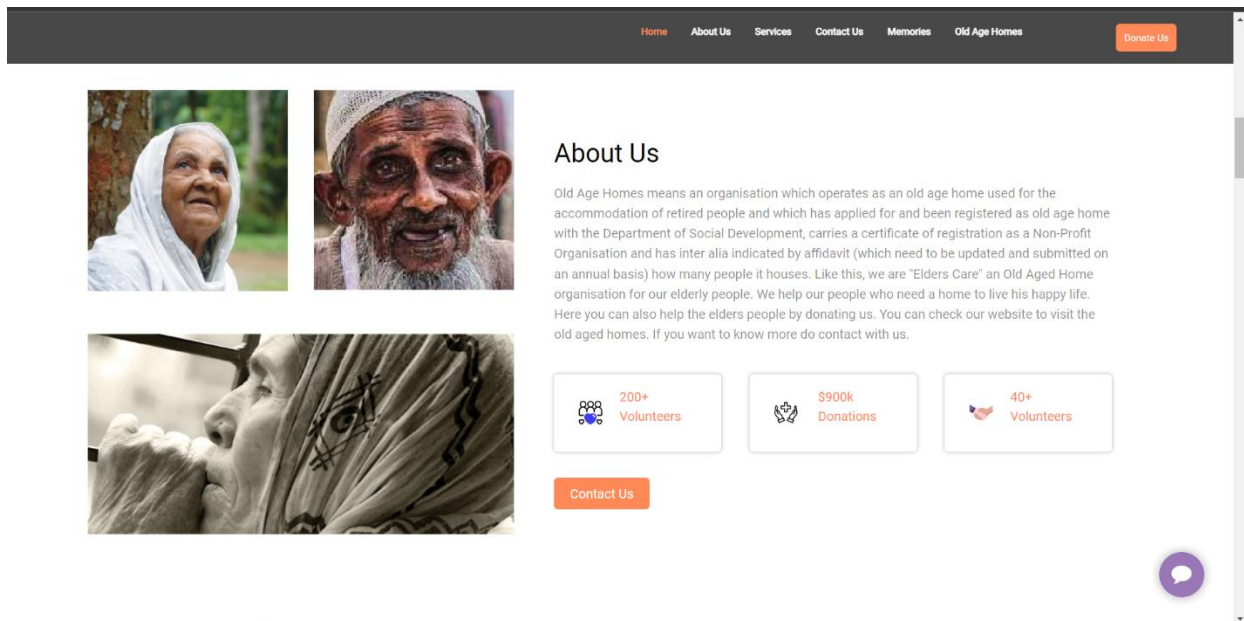 Home About Us Services Contact Us Memories Old Age Homes Donate Us
About Us
Old Age Homes means an organisation which operates as an old age home used for the
accommodation of retired people and which has applied for and been registered as old age home
with the Department of Social Development, carries a certificate of registration as a Non-Profit
Organisation and has inter alia indicated by affidavit (which need to be updated and submitted on
an annual basis) how many people it houses. Like this, we are "Elders Care" an Old Aged Home
organisation for our elderly people. We help our people who need a home to live his happy life.
Here you can also help the elders people by donating us. You can check our website to visit the
old aged homes. If you want to know more do contact with us.
200+
Volunteers
$900k
Donations
40+
Volunteers
Contact Us